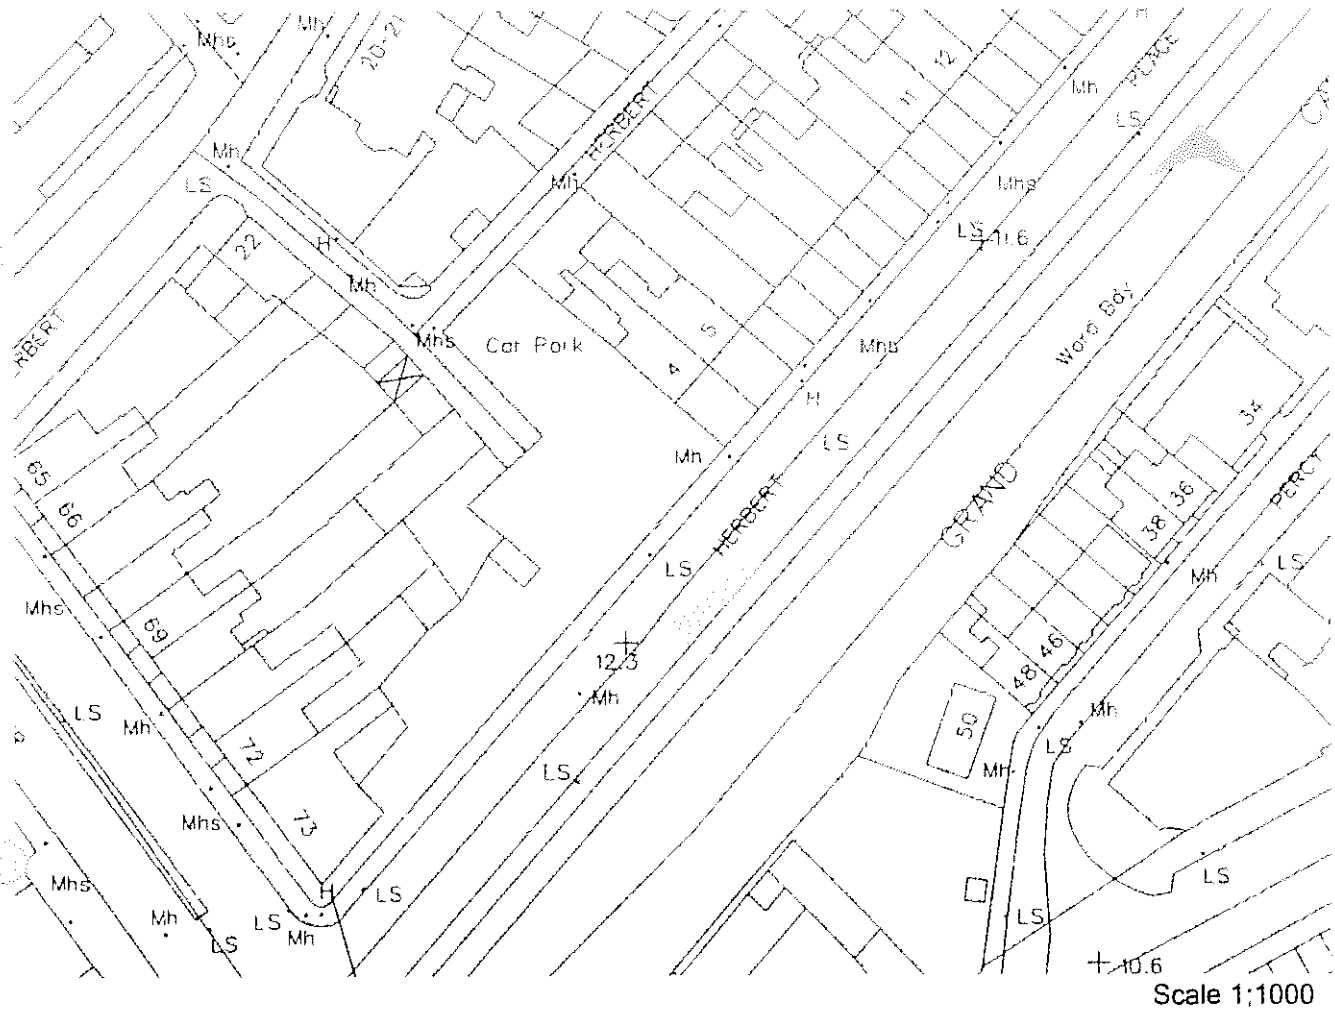 Mh
H
Mhs
20-21
12
PLACE
Mh
HERBERT
11
LS
Mh
Mh
LS
Mhs
22
H
LS 11.6
Mh
Word Bdy
RBERT
Mhs
Car Park
5
4
Mhs
H
34
LS
Mh
65
66
GRAND
36
PERCY
HERBERT
38
LS
LS
Mh
Mhs
69
12.3
46
48
Mh
LS
Mh
Mh
50
LS
72
LS
Mh
Mhs
73
Mhs
H
LS
LS
Mh
LS
Mh
LS
LS
10.6
Scale 1:1000